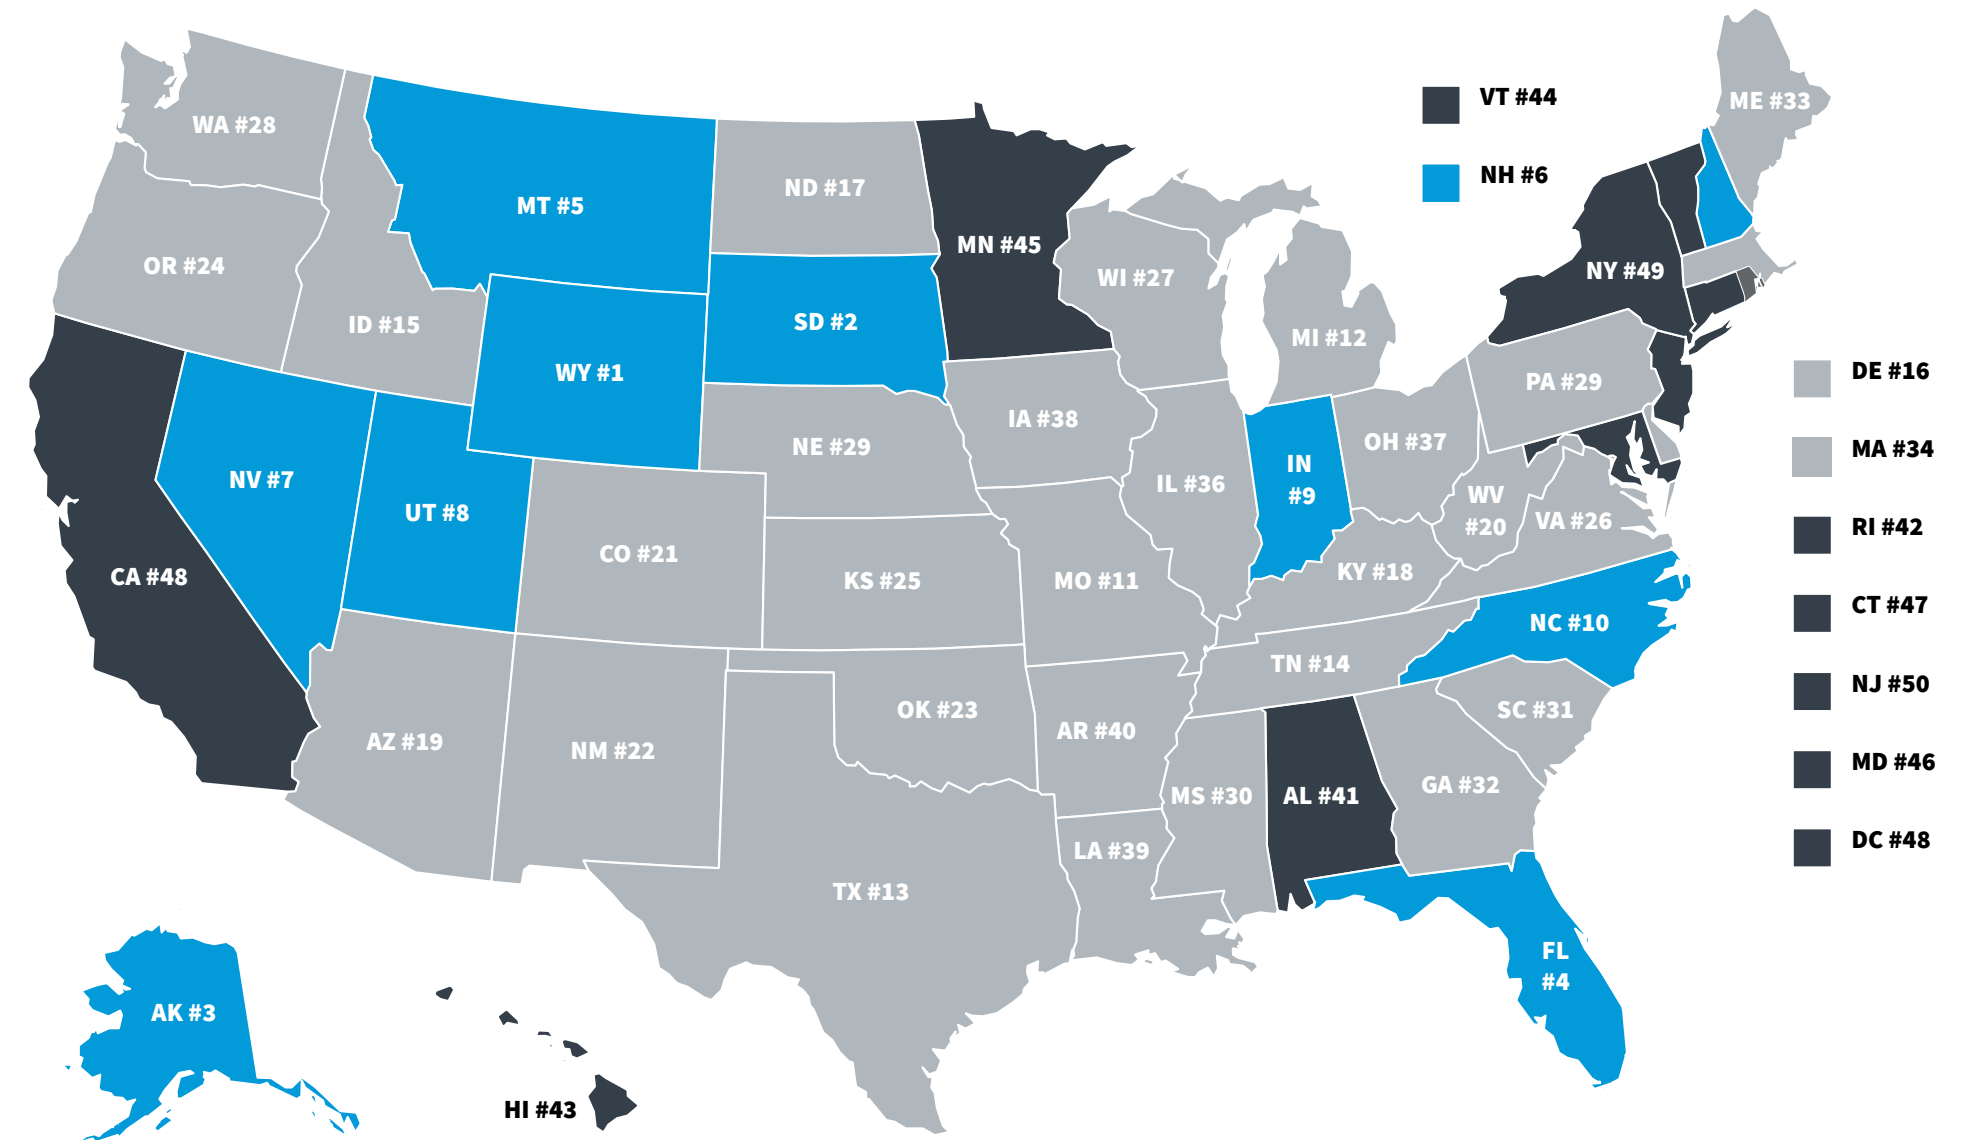 VT #44
ME #33
WA #28
NH #6
ND #17
MT #5
MN #45
OR #24
NY #49
WI #27
ID #15
SD #2
MI #12
WY #1
DE #16
PA #29
IA #38
OH #37
NE #29
MA #34
NV #7
IN
#9
IL #36
WV
#20
UT #8
VA #26
RI #42
CO #21
KY #18
CA #48
KS #25
MO #11
CT #47
NC #10
TN #14
NJ #50
OK #23
SC #31
AR #40
AZ #19
NM #22
MD #46
GA #32
MS #30
AL #41
DC #48
LA #39
TX #13
FL
#4
AK #3
HI #43